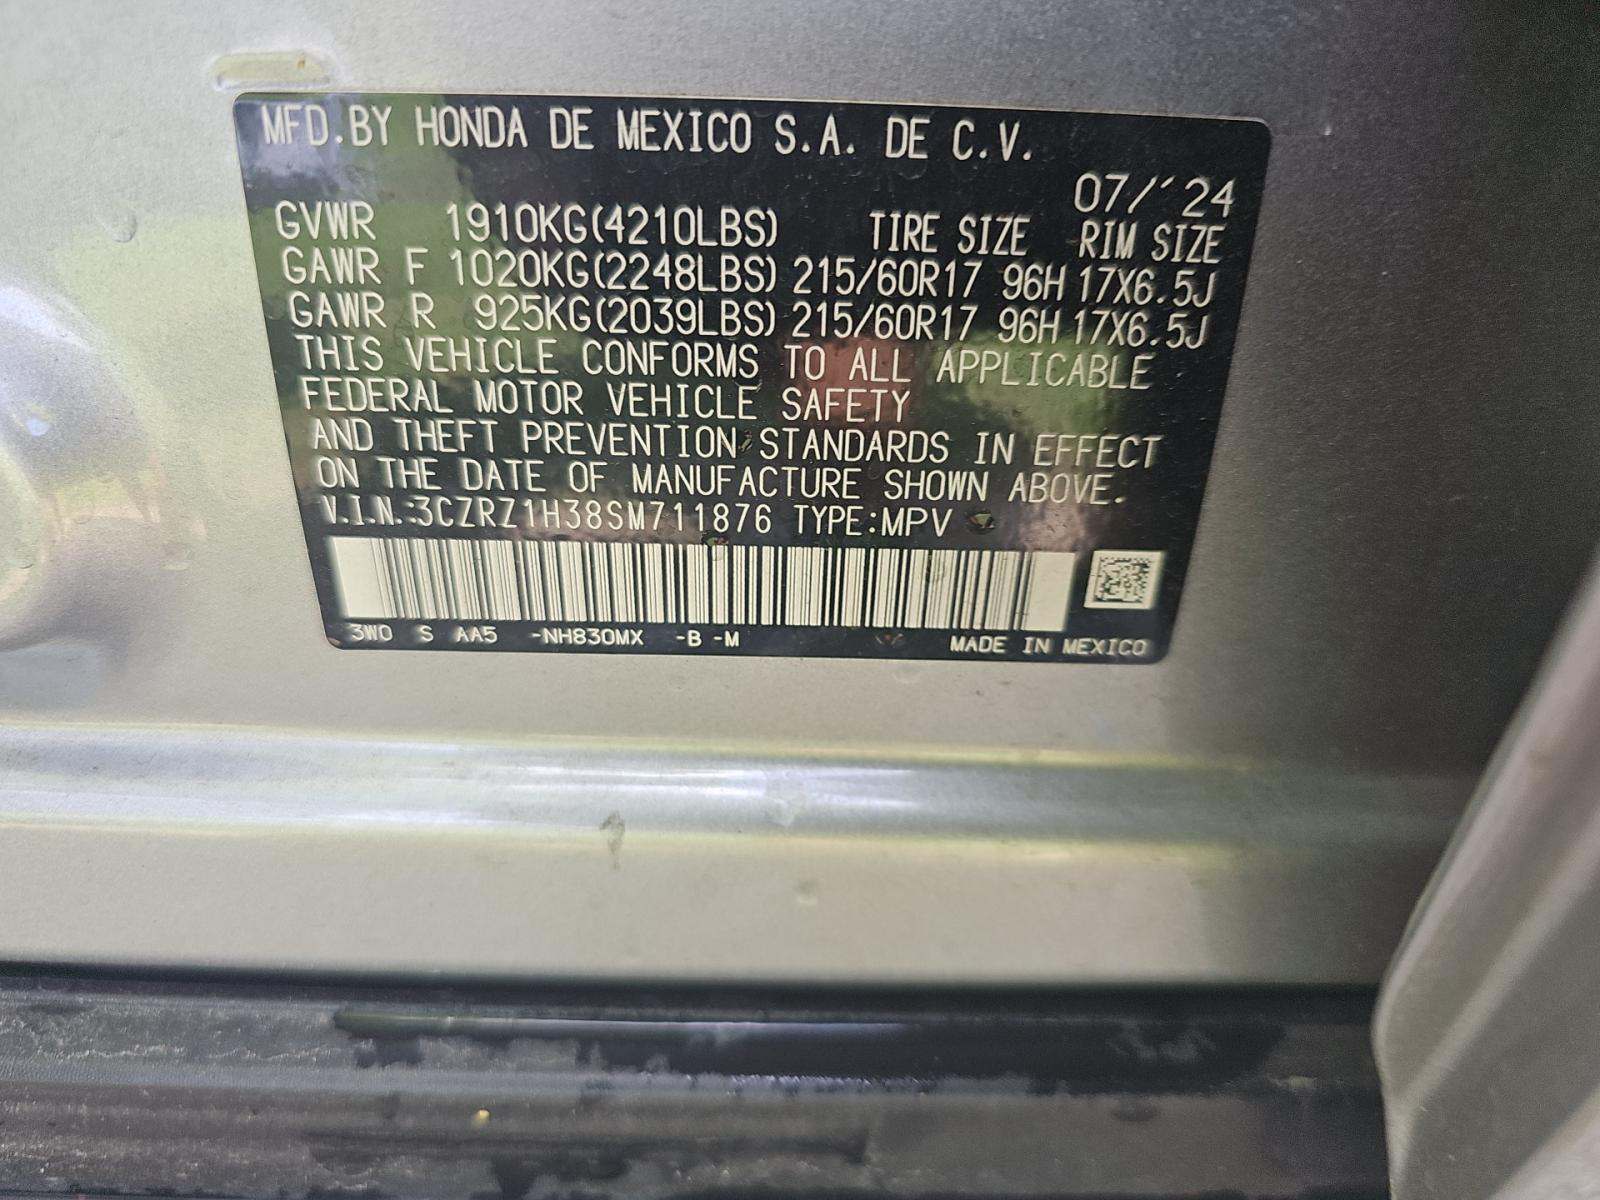 MFD.BY HONDA DE MEXICO S.A. DE C.V.
07/'24
GVWR 1910KG(4210LBS) TIRE SIZE RIM SIZE
GAWR F 1020KG(2248LBS) 215/60R17 96H 17X6.5J
GAWR R 925KG(2039LBS) 215/60R17 96H 17X6.5J
THIS VEHICLE CONFORMS TO ALL APPLICABLE
FEDERAL MOTOR VEHICLE SAFETY
AND THEFT PREVENTION STANDARDS IN EFFECT
ON THE DATE OF MANUFACTURE SHOWN ABOVE.
V.I.N.:3CZRZ1H38SM711876 TYPE:MPV
3W0 S AA5 -NH830MX -B -M MADE IN MEXICO